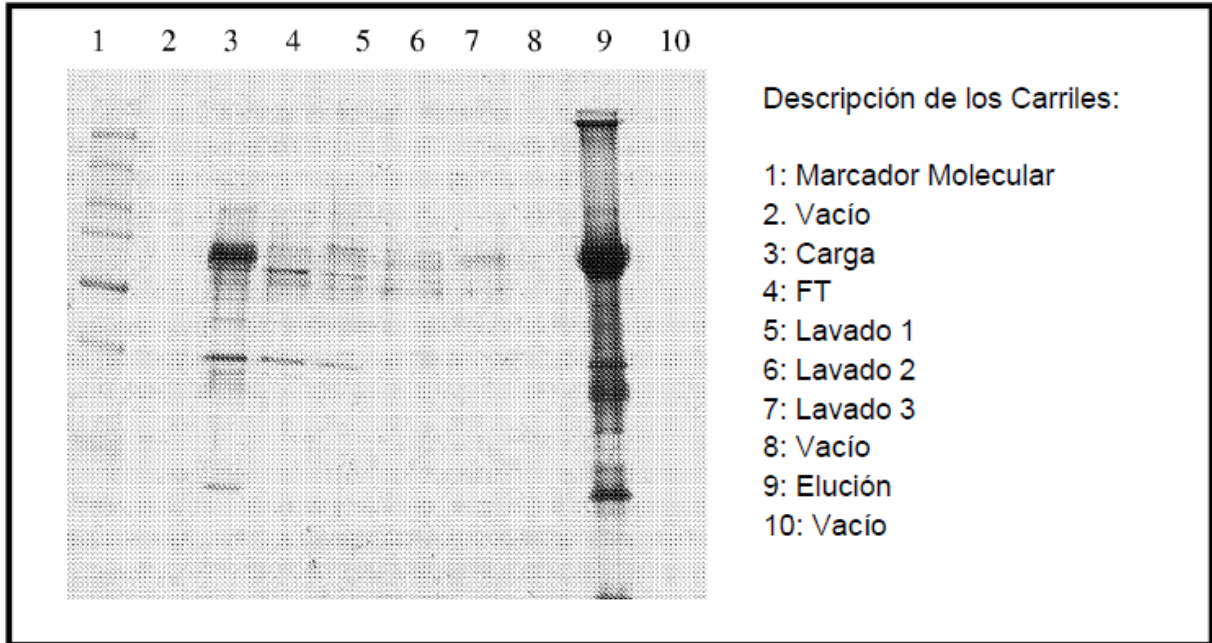 1 2 3 4 5 6 7 8 9 10
Descripción de los Carriles:
1: Marcador Molecular
2. Vacío
3: Carga
4: FT
5: Lavado 1
6: Lavado 2
7: Lavado 3
8: Vacío
9: Elución
10: Vacío